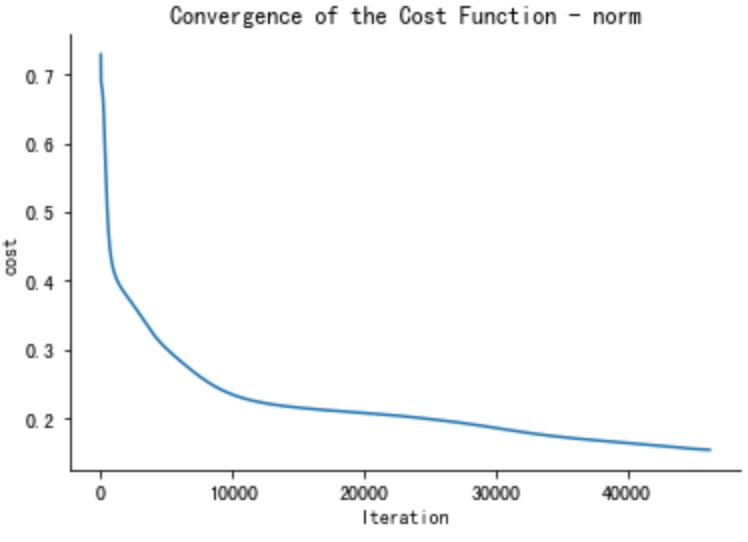 Convergence of the Cost Function - norm
0.7
0.6
0.5
0.4
0.3
0.2
cost
0 10000 20000 30000 40000
Iteration